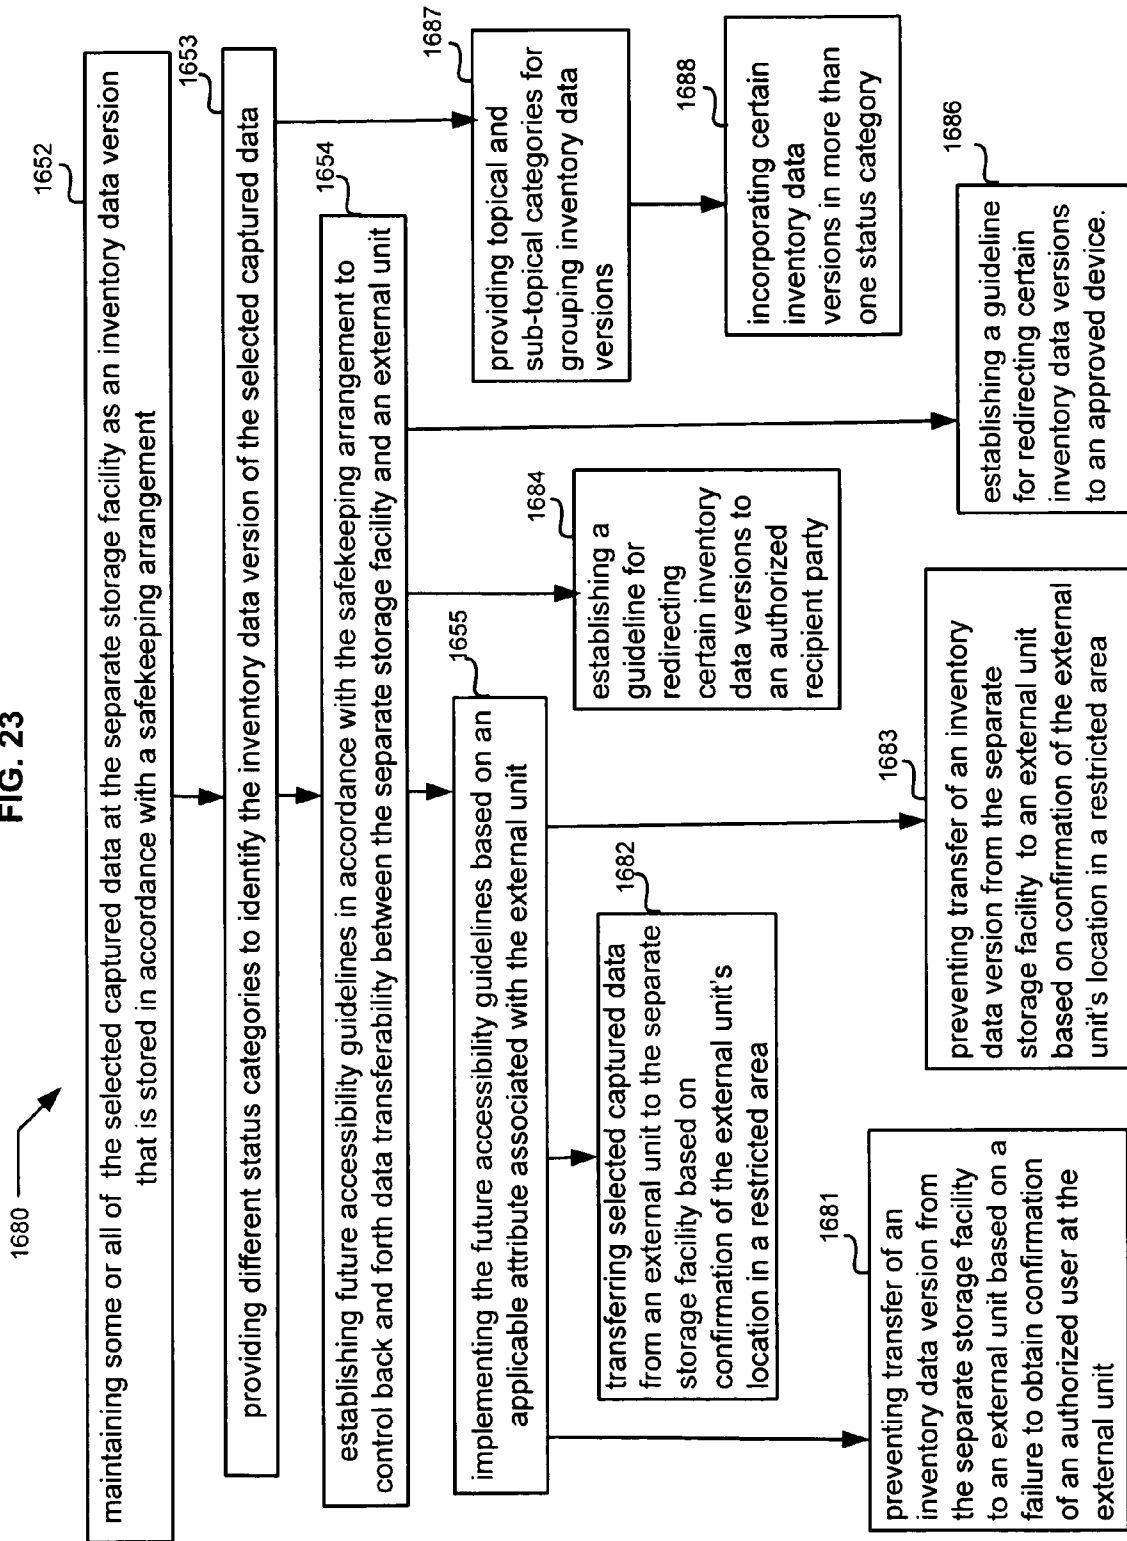 FIG. 23
1680
1652
maintaining some or all of the selected captured data at the separate storage facility as an inventory data version
that is stored in accordance with a safekeeping arrangement
1653
providing different status categories to identify the inventory data version of the selected captured data
1654
establishing future accessibility guidelines in accordance with the safekeeping arrangement to
control back and forth data transferability between the separate storage facility and an external unit
1687
providing topical and
sub-topical categories for
grouping inventory data
versions
1655
implementing the future accessibility guidelines based on an
applicable attribute associated with the external unit
1684
establishing a
guideline for
redirecting
certain inventory
data versions to
an authorized
recipient party
1688
incorporating certain
inventory data
versions in more than
one status category
1682
transferring selected captured data
from an external unit to the separate
storage facility based on
confirmation of the external unit's
location in a restricted area
1681
preventing transfer of an
inventory data version from
the separate storage facility
to an external unit based on a
failure to obtain confirmation
of an authorized user at the
external unit
1683
preventing transfer of an inventory
data version from the separate
storage facility to an external unit
based on confirmation of the external
unit's location in a restricted area
1686
establishing a guideline
for redirecting certain
inventory data versions
to an approved device.